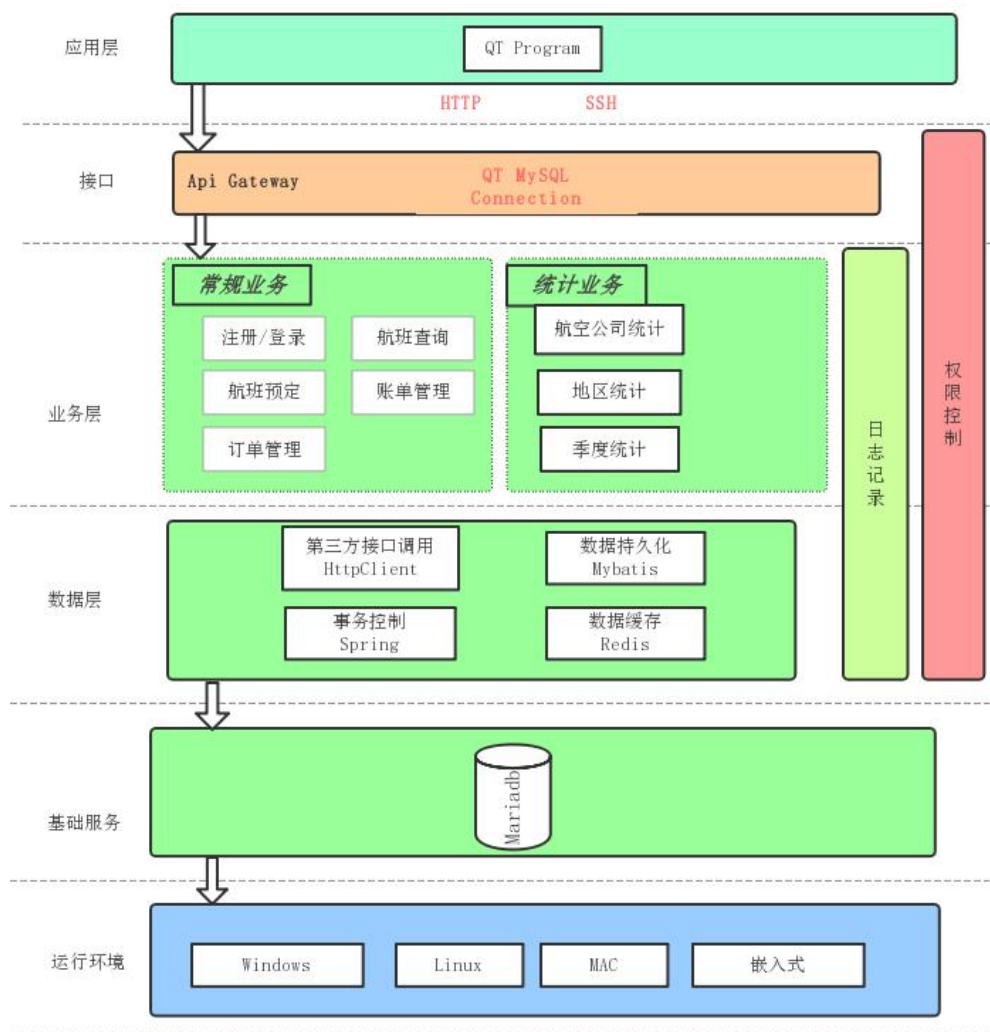 应用层
QT Program
HTTP
SSH
接口
Api Gateway
QT MySQL
Connection
业务层
常规业务
注册/登录
航班查询
航班预定
账单管理
订单管理
统计业务
航空公司统计
地区统计
季度统计
日志记录
权限控制
数据层
第三方接口调用
HttpClient
数据持久化
Mybatis
事务控制
Spring
数据缓存
Redis
基础服务
Mariadb
运行环境
Windows
Linux
MAC
嵌入式